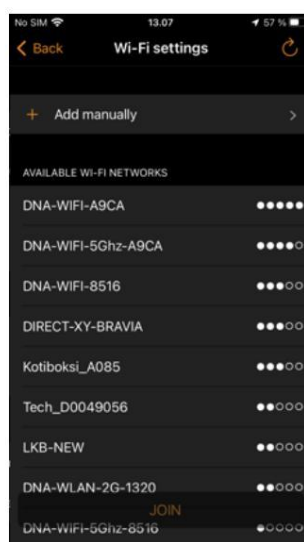 No SIM 13.07 57 %
Back Wi-Fi settings
+ Add manually
AVAILABLE WI-FI NETWORKS
DNA-WIFI-A9CA
DNA-WIFI-5Ghz-A9CA
DNA-WIFI-8516
DIRECT-XY-BRAVIA
Kotiboksi_A085
Tech_D0049056
LKB-NEW
DNA-WLAN-2G-1320
JOIN
DNA-WIFI-5Ghz-8516